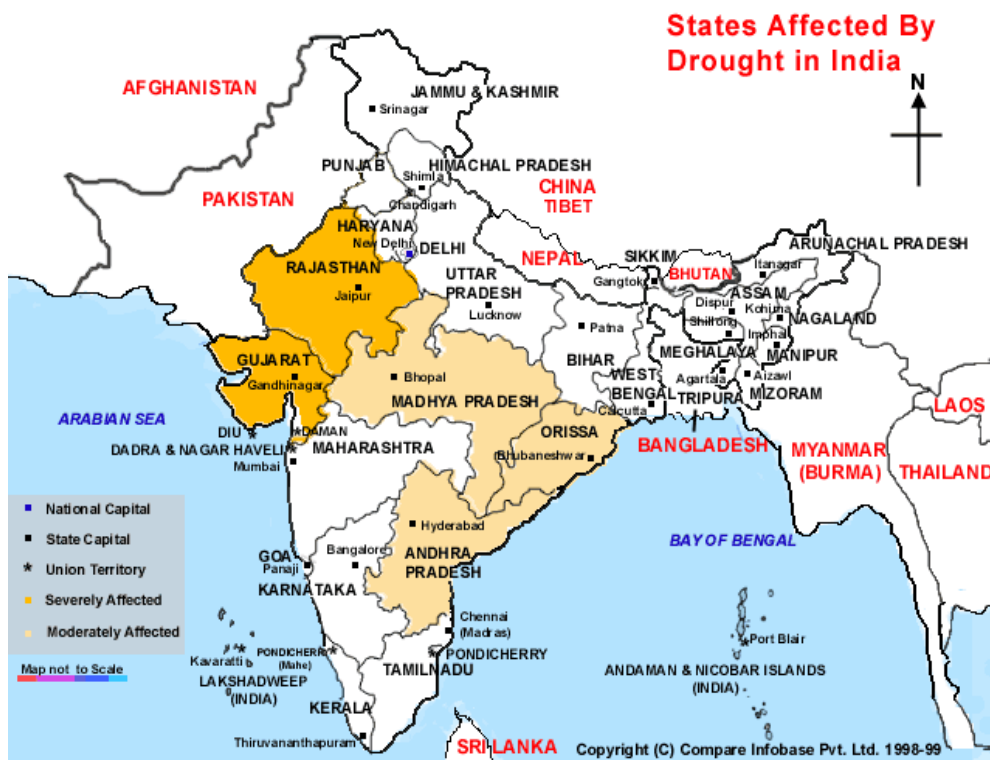 States Affected By
Drought in India
N
AFGHANISTAN
JAMMU & KASHMIR
Srinagar
PUNJAB
HIMACHAL PRADESH
Shimla
Chandigarh
PAKISTAN
CHINA
TIBET
HARYANA
New Delhi
DELHI
RAJASTHAN
Jaipur
UTTAR
PRADESH
Lucknow
NEPAL
SIKKIM
Gangtok
BHUTAN
ARUNACHAL PRADESH
Itanagar
ASSAM
Dispur
Kohima
NAGALAND
Shillong
Imphal
MEGHALAYA
MANIPUR
Patna
BIHAR
WEST
BENGAL
Calcutta
Agartala
TRIPURA
Aizawl
MIZORAM
GUJARAT
Gandhinagar
Bhopal
MADHYA PRADESH
ARABIAN SEA
DIU
DAMAN
DADRA & NAGAR HAVELI
Mumbai
MAHARASHTRA
ORISSA
Bhubaneshwar
BANGLADESH
MYANMAR
(BURMA)
LAOS
THAILAND
National Capital
State Capital
Union Territory
Severely Affected
Moderately Affected
Map not to Scale
Hyderabad
ANDHRA
PRADESH
GOA
Panaji
Bangalore
KARNATAKA
BAY OF BENGAL
Chennai
(Madras)
PONDICHERRY
(Mahe)
PONDICHERRY
TAMILNADU
Kavaratti
LAKSHADWEEP
(INDIA)
KERALA
Thiruvananthapuram
Port Blair
ANDAMAN & NICOBAR ISLANDS
(INDIA)
SRI LANKA
Copyright (C) Compare Infobase Pvt. Ltd. 1998-99